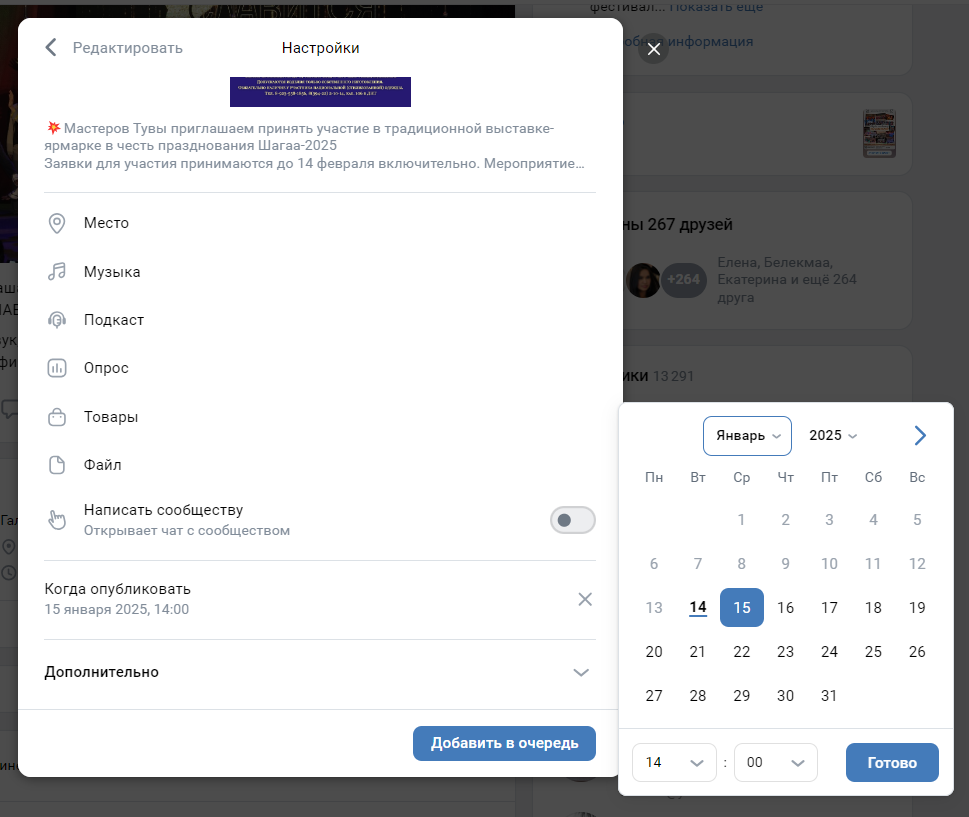 фестивал... Показать ещё
информация
Редактировать
Настройки
💥Мастеров Тувы приглашаем принять участие в традиционной выставке-
ярмарке в честь празднования Шагаа-2025
Заявки для участия принимаются до 14 февраля включительно. Мероприятие…
Место
Музыка
Подкаст
Опрос
Товары
Файл
Написать сообществу
Открывает чат с сообществом
Когда опубликовать
15 января 2025, 14:00
Дополнительно
Добавить в очередь
ны 267 друзей
+264
Елена, Белекмаа,
Екатерина и ещё 264
друга
ики 13 291
Январь 2025
Пн Вт Ср Чт Пт Сб Вс
1 2 3 4 5
6 7 8 9 10 11 12
13 14 15 16 17 18 19
20 21 22 23 24 25 26
27 28 29 30 31
14 : 00 Готово